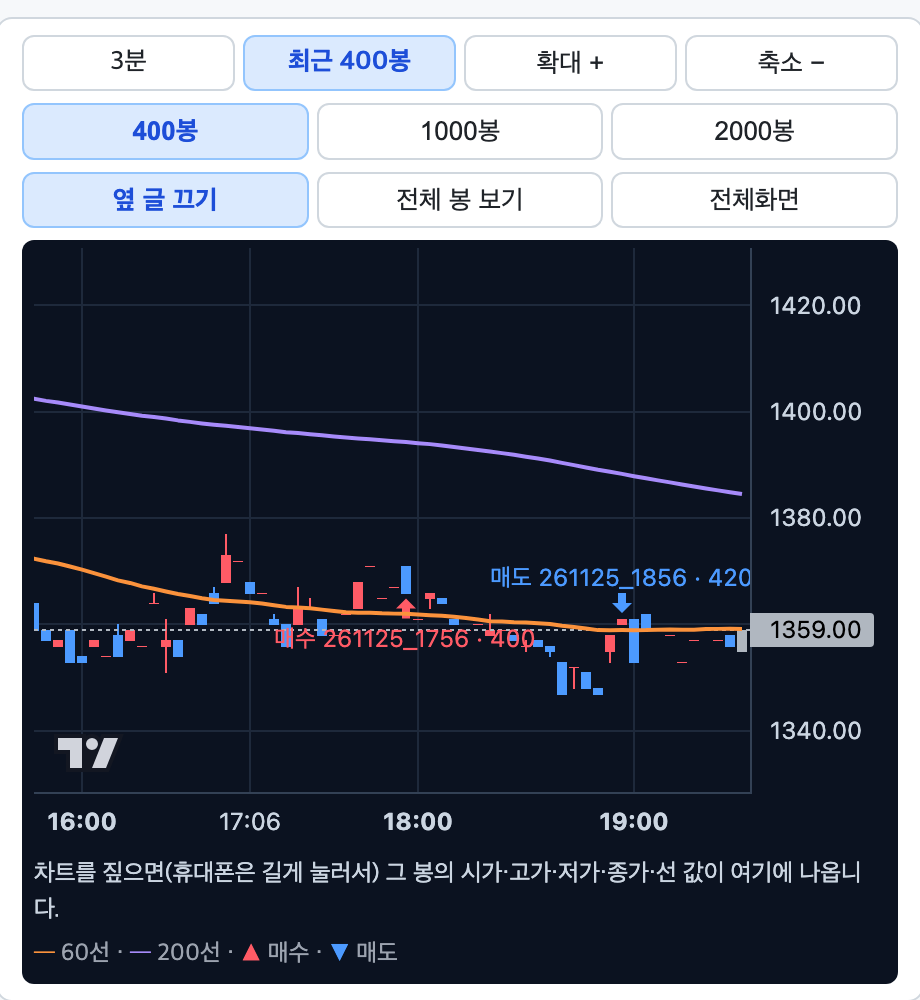 3분
최근 400봉
확대 +
축소 −
400봉
1000봉
2000봉
옆 글 끄기
전체 봉 보기
전체화면
1420.00
1400.00
1380.00
매도 261125_1856 · 420
1359.00
매수 261125_1756 · 400
1340.00
16:00
17:06
18:00
19:00
차트를 짚으면(휴대폰은 길게 눌러서) 그 봉의 시가·고가·저가·종가·선 값이 여기에 나옵니
다.
— 60선 · — 200선 · ▲ 매수 · ▼ 매도